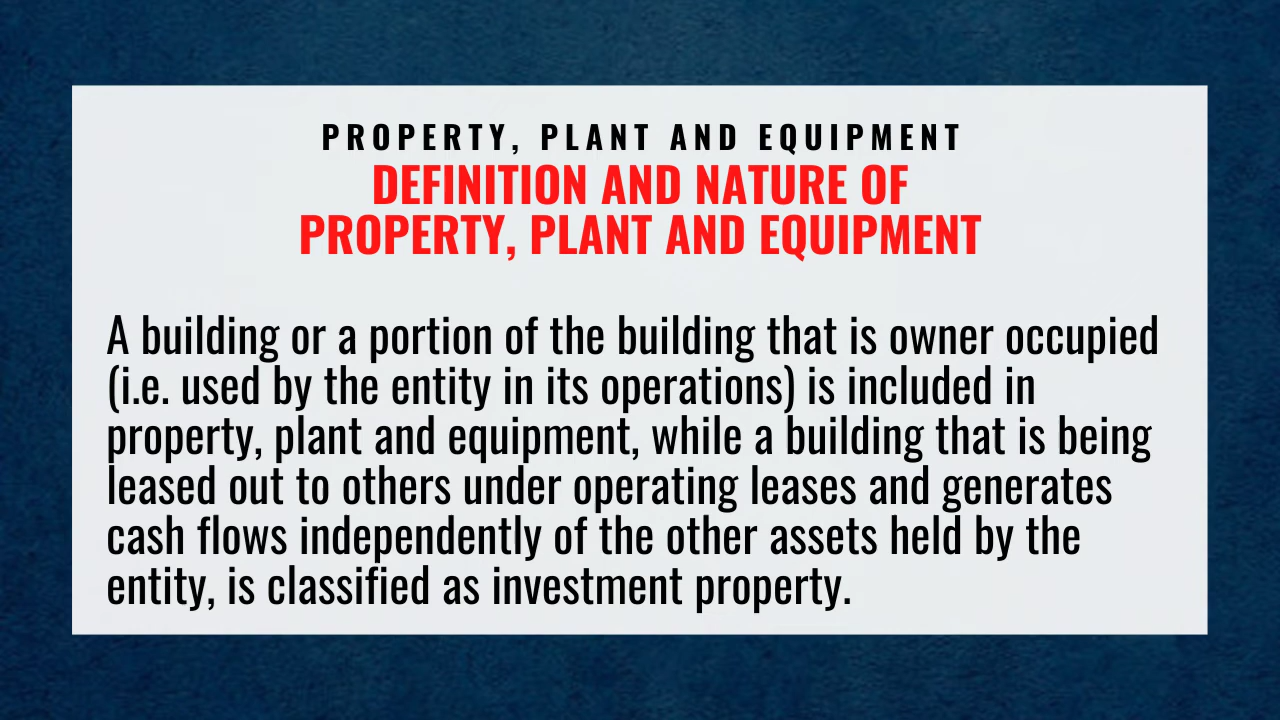 PROPERTY, PLANT AND EQUIPMENT
DEFINITION AND NATURE OF
PROPERTY, PLANT AND EQUIPMENT
A building or a portion of the building that is owner occupied
(i.e. used by the entity in its operations) is included in
property, plant and equipment, while a building that is being
leased out to others under operating leases and generates
cash flows independently of the other assets held by the
entity, is classified as investment property.